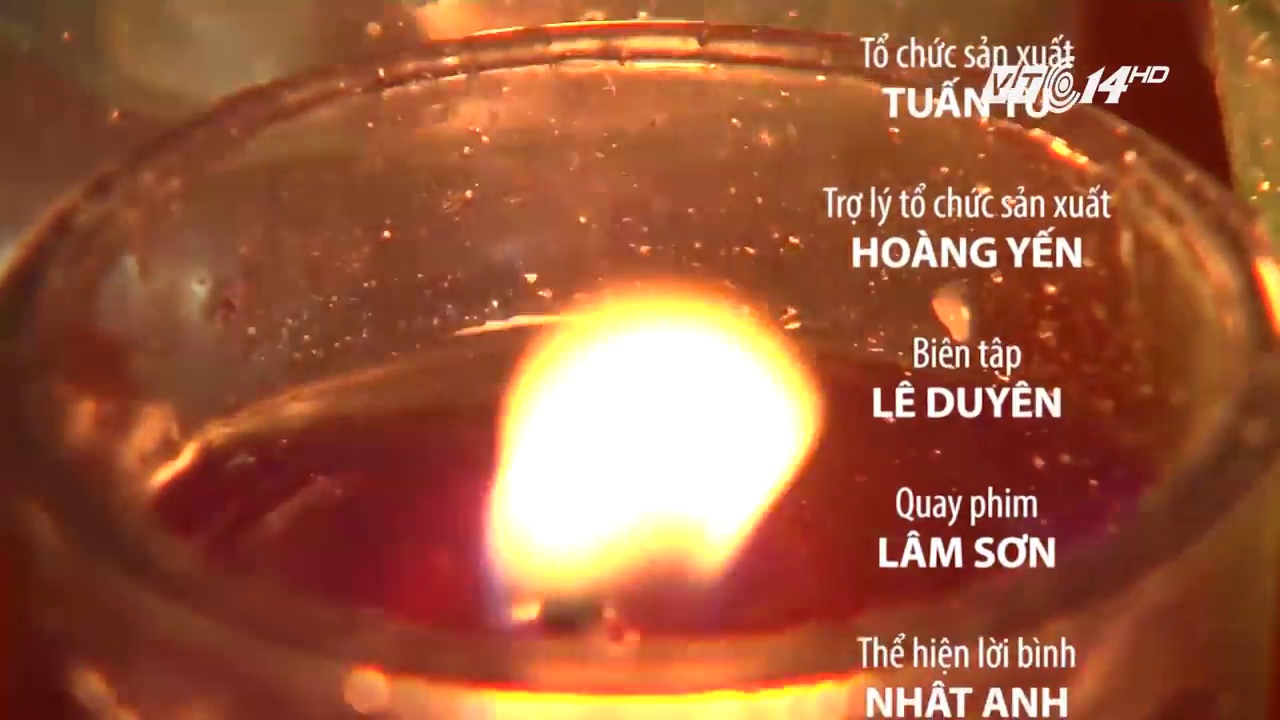 Tổ chức sản xuất
VTC14HD
TUẤN TÚ
Trợ lý tổ chức sản xuất
HOÀNG YẾN
Biên tập
LÊ DUYÊN
Quay phim
LÂM SƠN
Thể hiện lời bình
NHẬT ANH